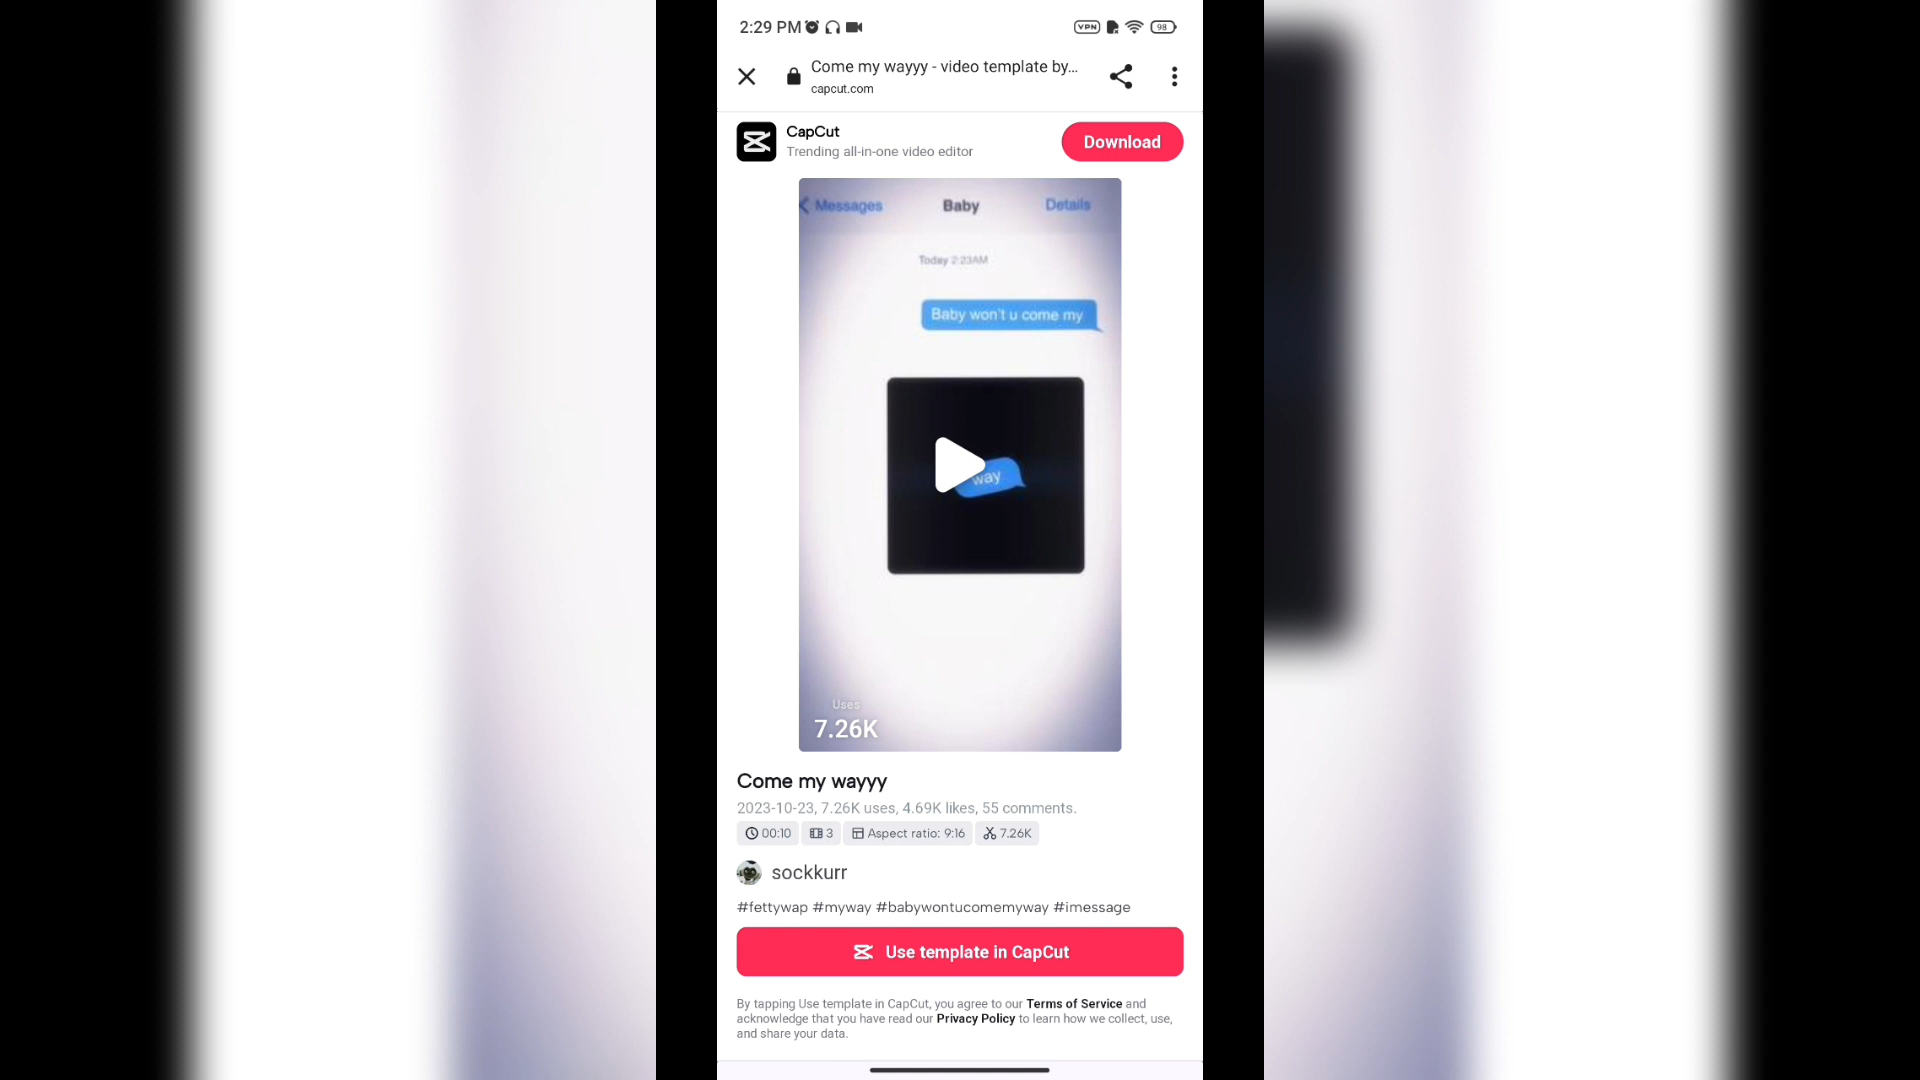 2:29 PM
VPN
98
Come my wayyy - video template by...
capcut.com
CapCut
Trending all-in-one video editor
Download
Messages
Baby
Details
Today 2:23AM
Baby won't u come my
way
Uses
7.26K
Come my wayyy
2023-10-23, 7.26K uses, 4.69K likes, 55 comments.
00:10
3
Aspect ratio: 9:16
7.26K
sockkurr
#fettywap #myway #babywontucomemyway #imessage
Use template in CapCut
By tapping Use template in CapCut, you agree to our Terms of Service and
acknowledge that you have read our Privacy Policy to learn how we collect, use,
and share your data.